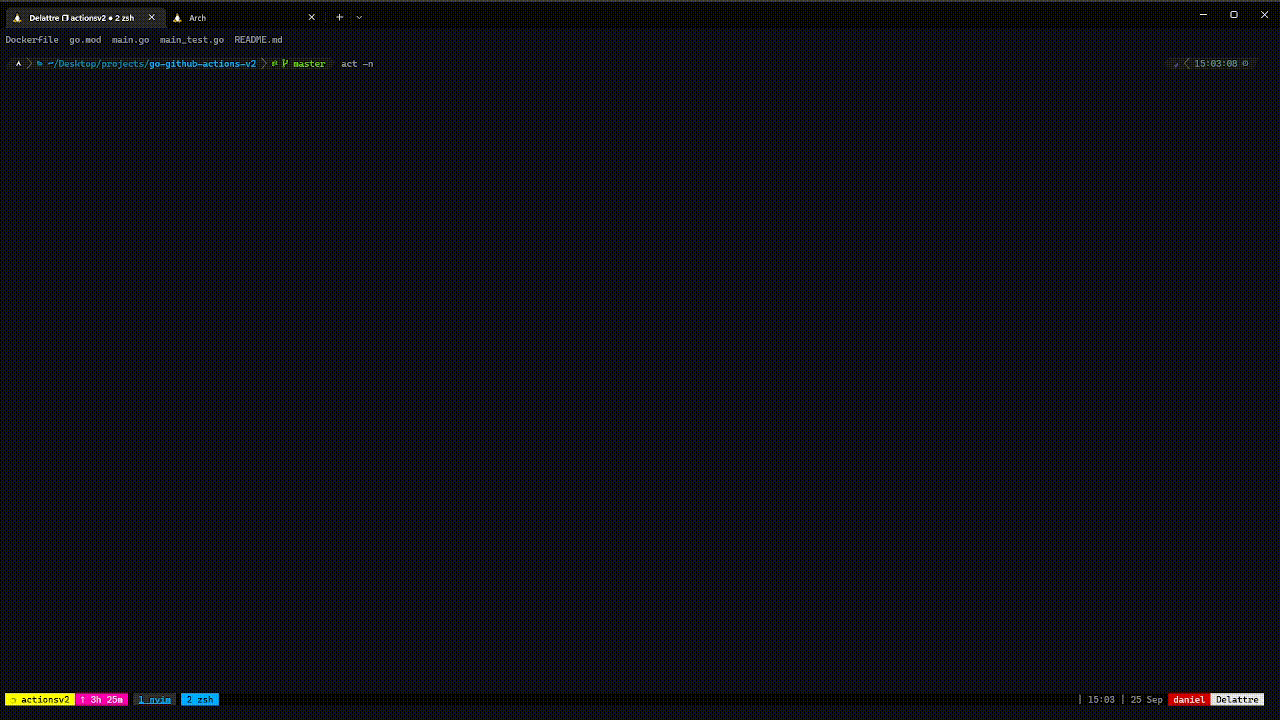 Delattre ❐ actionsv2 ● 2 zsh Arch
Dockerfile go.mod main.go main_test.go README.md
~/Desktop/projects/go-github-actions-v2 master act -n 15:03:08
actionsv2 ↑ 3h 25m 1 nvim 2 zsh | 15:03 | 25 Sep daniel Delattre